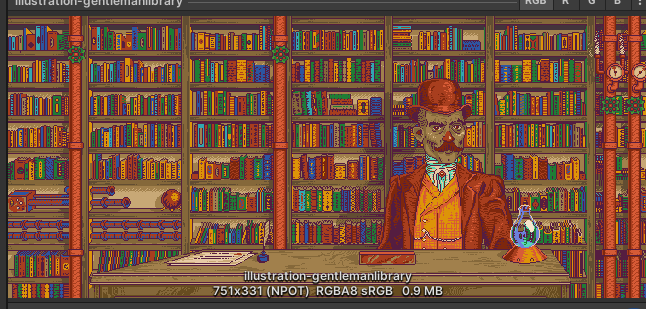 illustration-gentlemanlibrary
RGB R G B
illustration-gentlemanlibrary
751x331 (NPOT) RGBA8 sRGB 0.9 MB